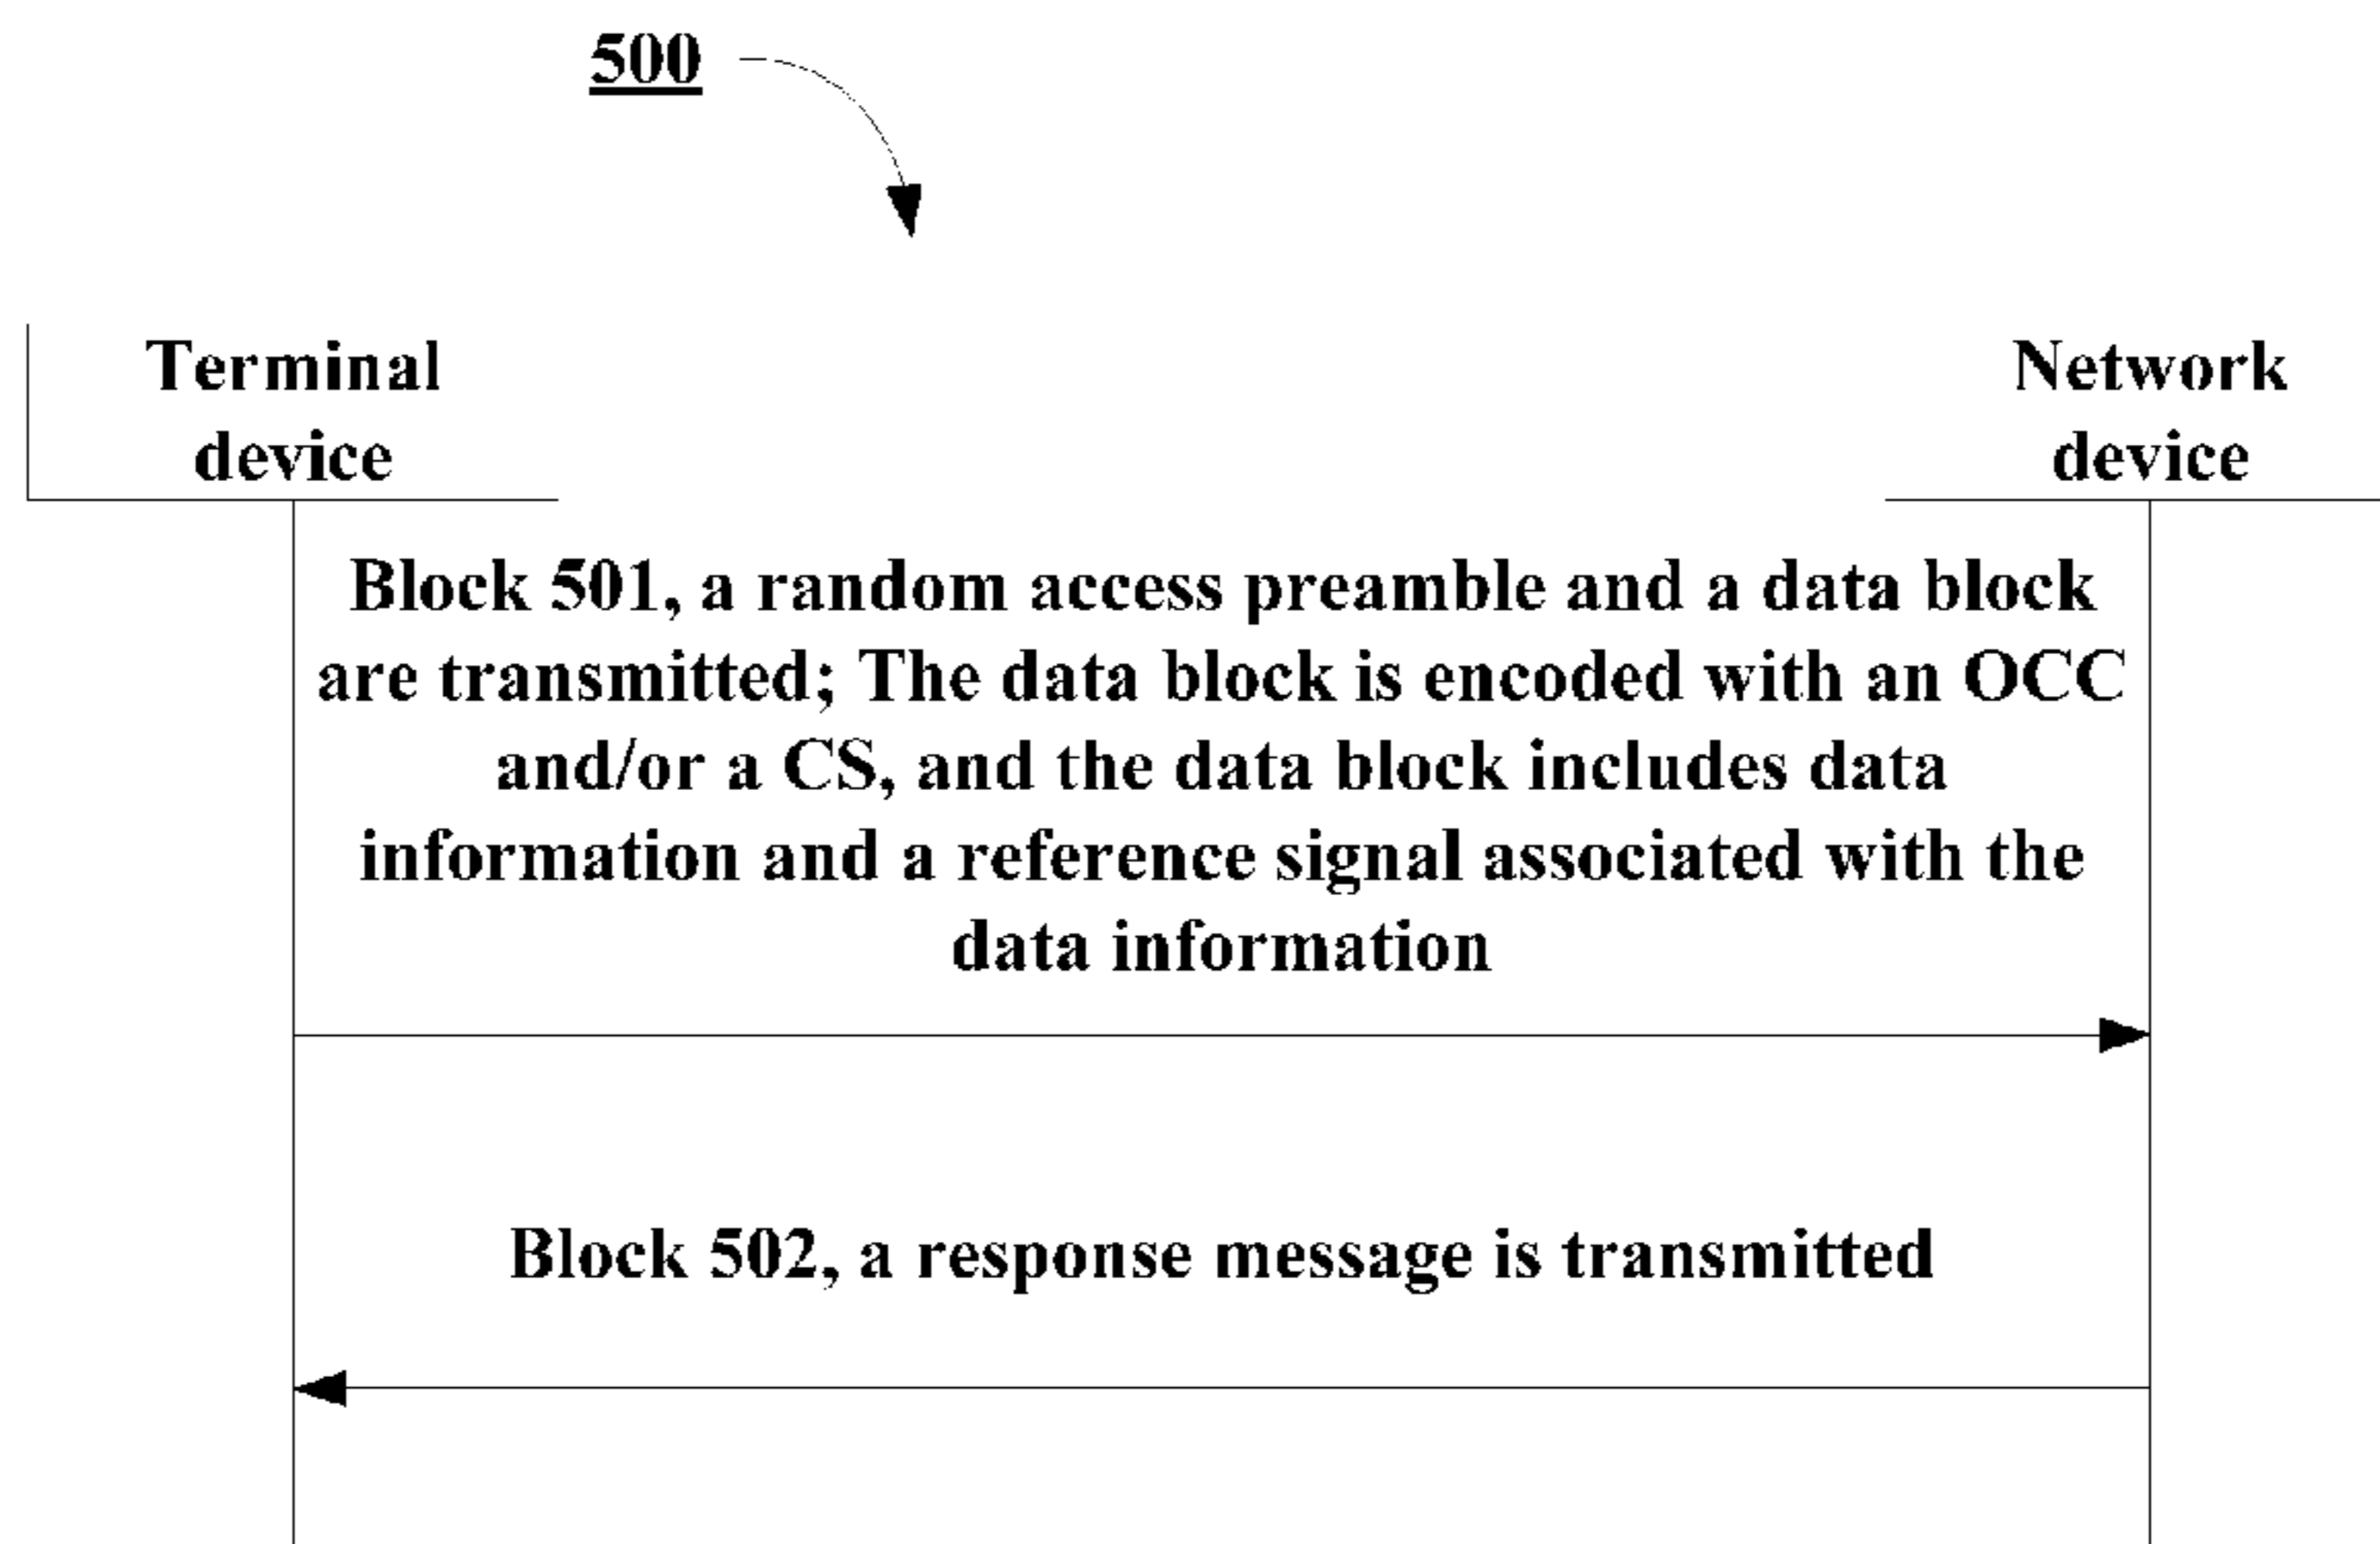 500
Terminal
device
Network
device
Block 501, a random access preamble and a data block
are transmitted; The data block is encoded with an OCC
and/or a CS, and the data block includes data
information and a reference signal associated with the
data information
Block 502, a response message is transmitted